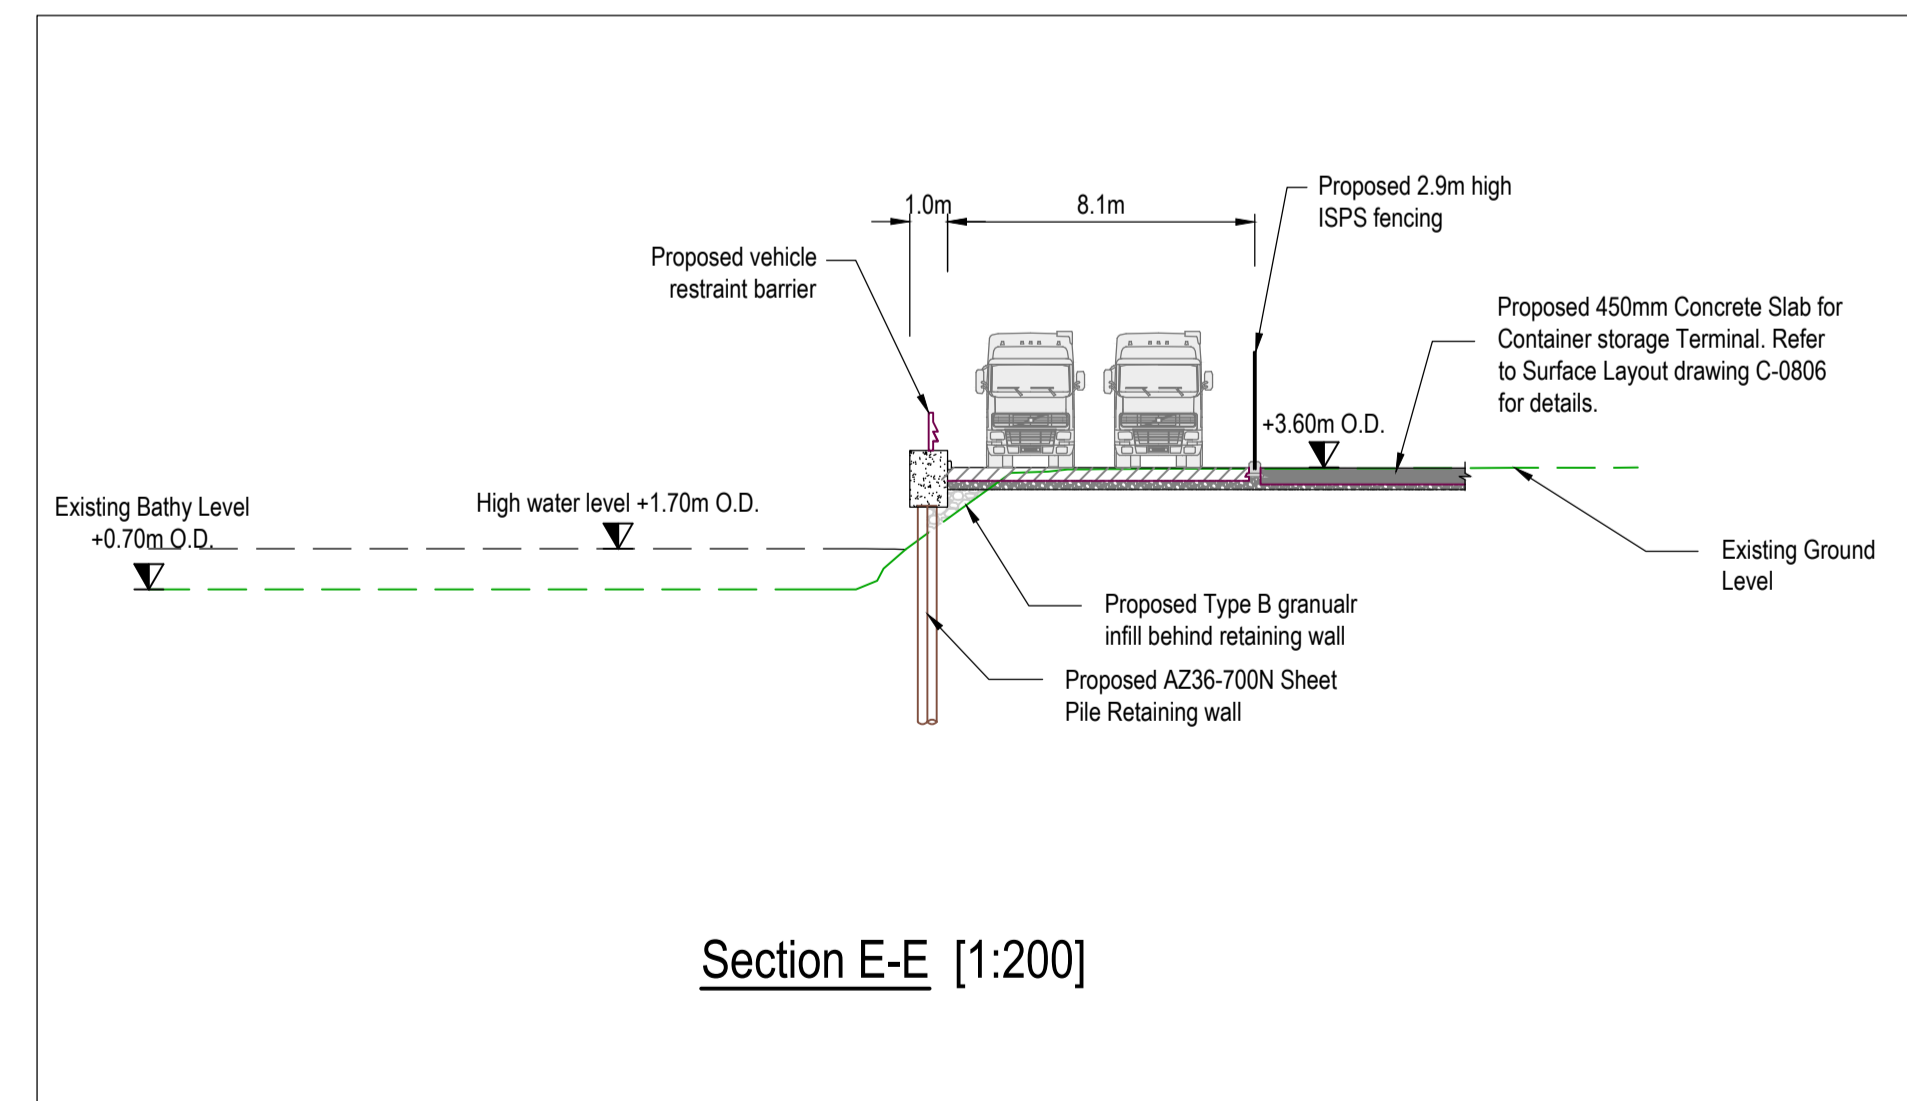 1.0m
8.1m
Proposed 2.9m high
ISPS fencing
Proposed vehicle
restraint barrier
Proposed 450mm Concrete Slab for
Container storage Terminal. Refer
to Surface Layout drawing C-0806
for details.
+3.60m O.D.
Existing Bathy Level
+0.70m O.D.
High water level +1.70m O.D.
Existing Ground
Level
Proposed Type B granualr
infill behind retaining wall
Proposed AZ36-700N Sheet
Pile Retaining wall
Section E-E [1:200]